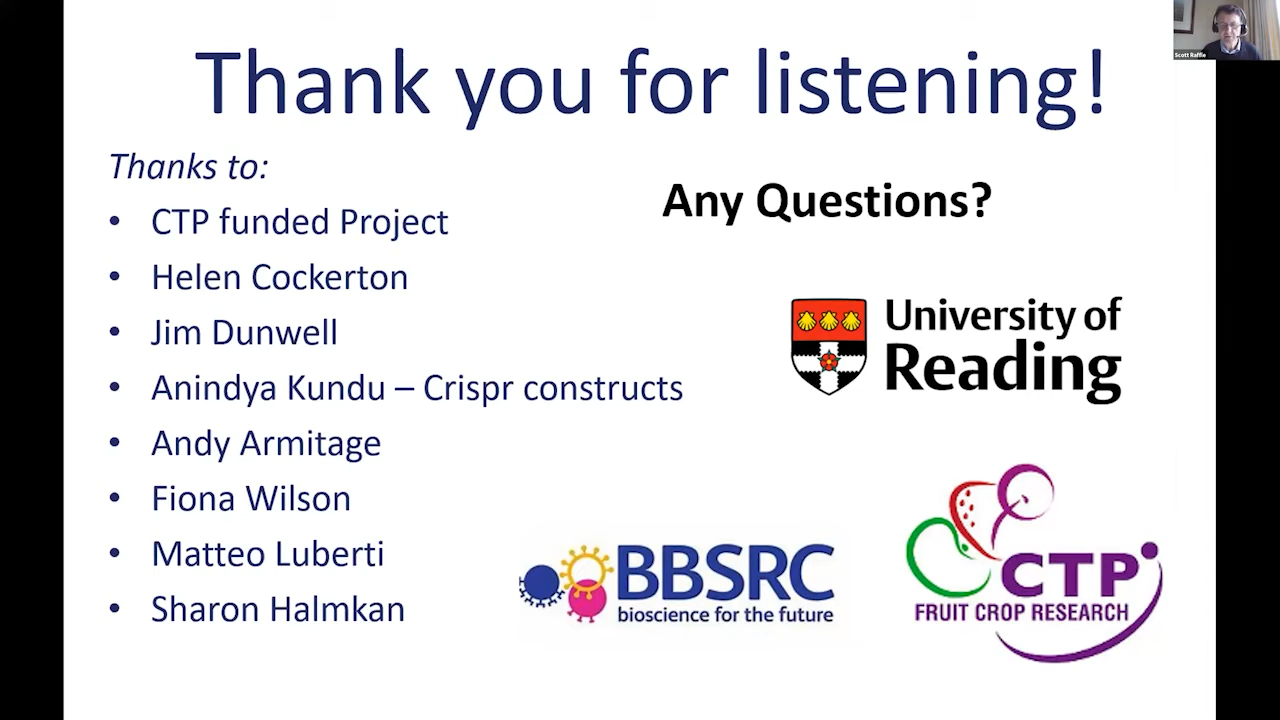 Thank you for listening!
Thanks to:
• CTP funded Project
• Helen Cockerton
• Jim Dunwell
• Anindya Kundu – Crispr constructs
• Andy Armitage
• Fiona Wilson
• Matteo Luberti
• Sharon Halmkan
Any Questions?
University of
Reading
BBSRC
bioscience for the future
CTP
FRUIT CROP RESEARCH
Scott Raffle